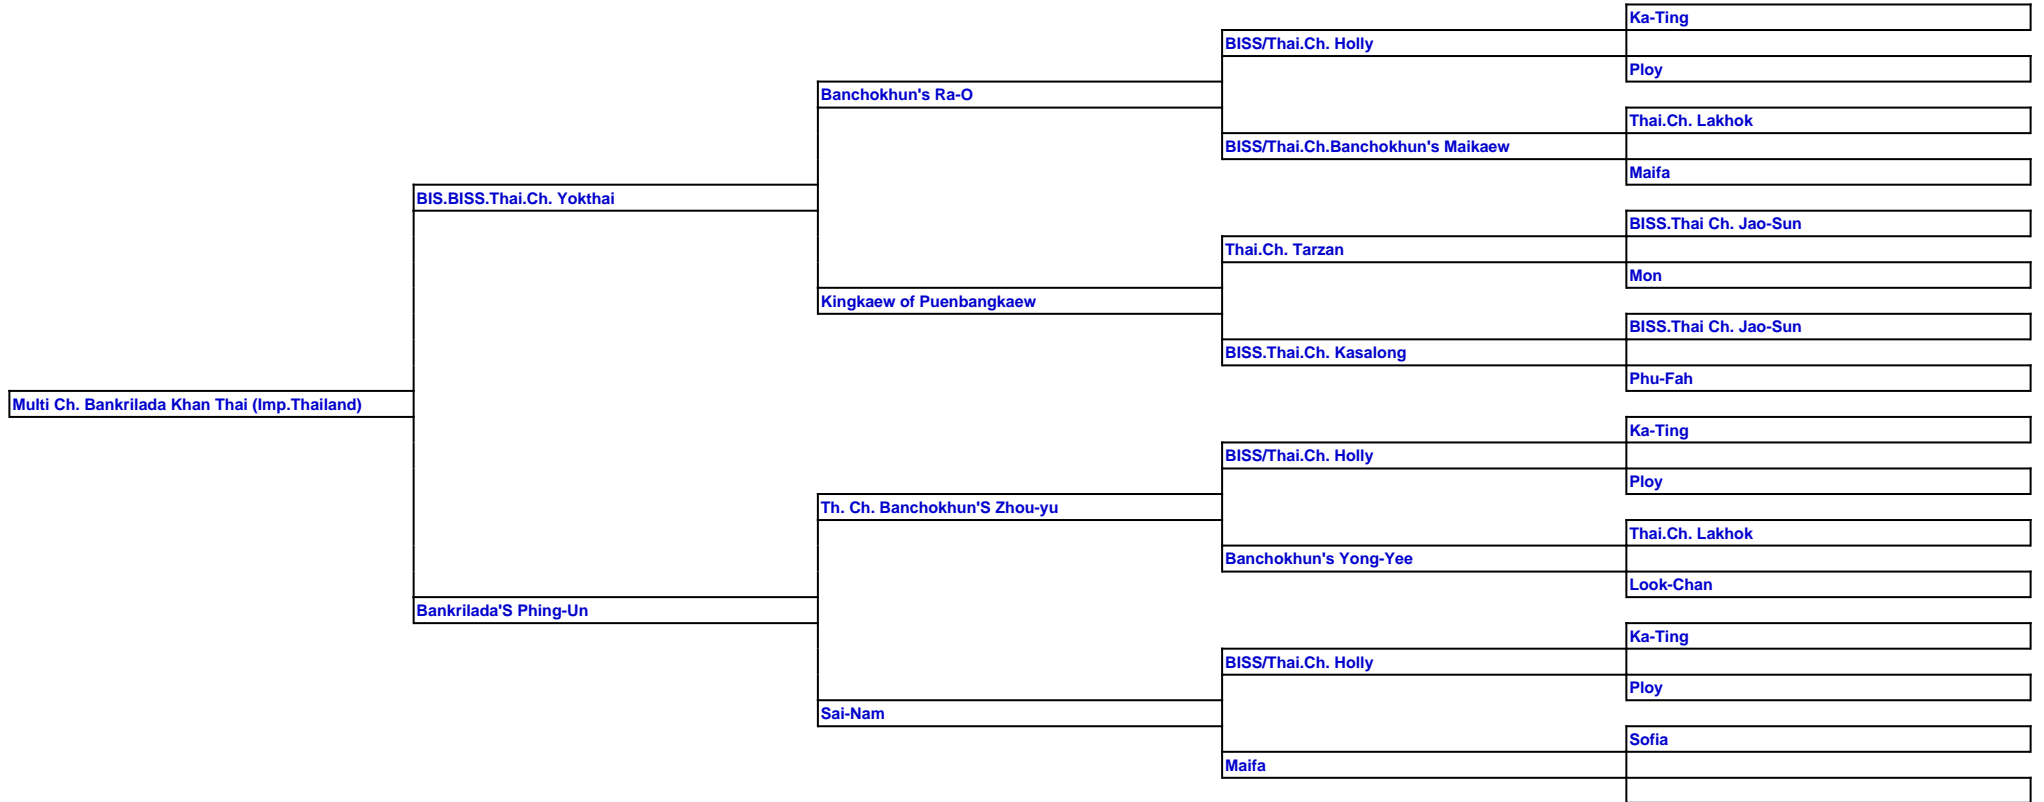 Ka-Ting
BISS/Thai.Ch. Holly
Ploy
Banchokhun's Ra-O
Thai.Ch. Lakhok
BISS/Thai.Ch.Banchokhun's Maikaew
Maifa
BIS.BISS.Thai.Ch. Yokthai
BISS.Thai Ch. Jao-Sun
Thai.Ch. Tarzan
Mon
Kingkaew of Puenbangkaew
BISS.Thai Ch. Jao-Sun
BISS.Thai.Ch. Kasalong
Phu-Fah
Multi Ch. Bankrilada Khan Thai (Imp.Thailand)
Ka-Ting
BISS/Thai.Ch. Holly
Ploy
Th. Ch. Banchokhun'S Zhou-yu
Thai.Ch. Lakhok
Banchokhun's Yong-Yee
Look-Chan
Bankrilada'S Phing-Un
Ka-Ting
BISS/Thai.Ch. Holly
Ploy
Sai-Nam
Sofia
Maifa